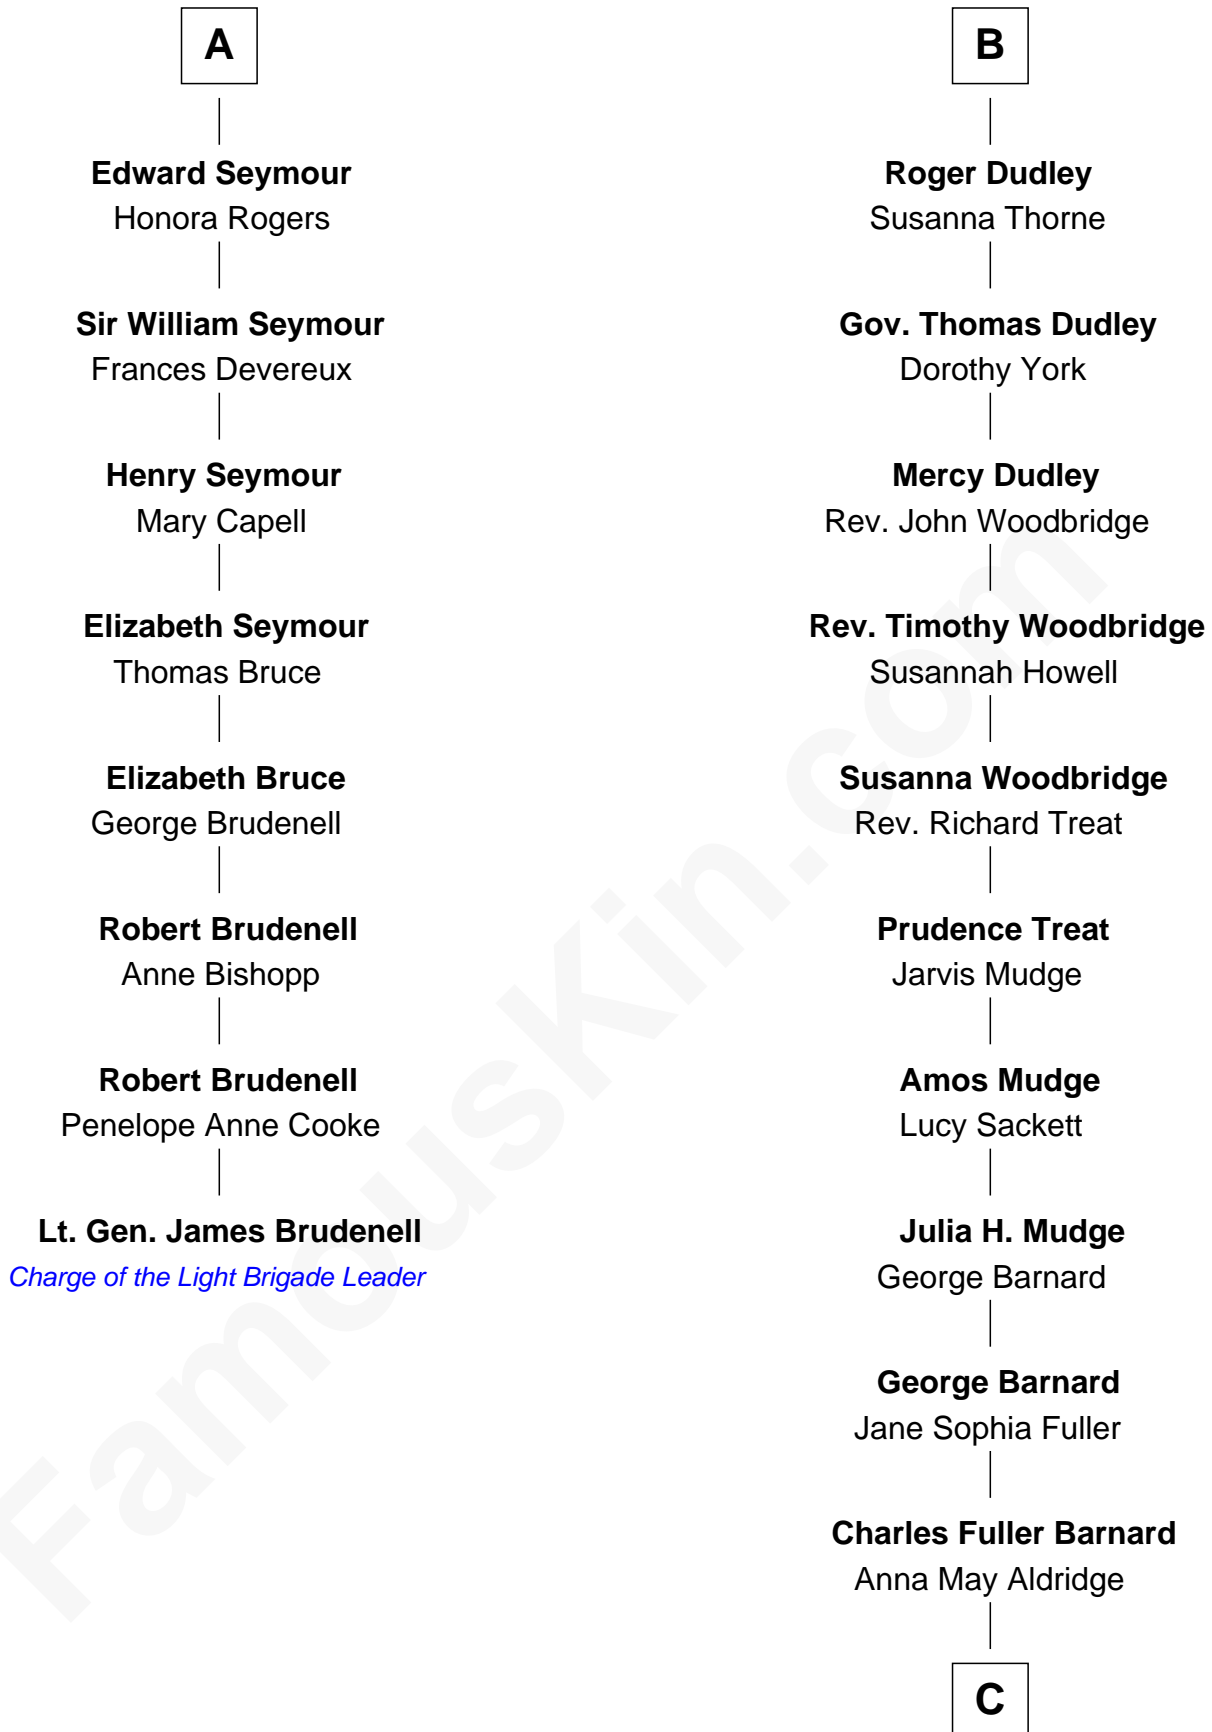 A
Edward Seymour
Honora Rogers
Sir William Seymour
Frances Devereux
Henry Seymour
Mary Capell
Elizabeth Seymour
Thomas Bruce
Elizabeth Bruce
George Brudenell
Robert Brudenell
Anne Bishopp
Robert Brudenell
Penelope Anne Cooke
Lt. Gen. James Brudenell
Charge of the Light Brigade Leader
B
Roger Dudley
Susanna Thorne
Gov. Thomas Dudley
Dorothy York
Mercy Dudley
Rev. John Woodbridge
Rev. Timothy Woodbridge
Susannah Howell
Susanna Woodbridge
Rev. Richard Treat
Prudence Treat
Jarvis Mudge
Amos Mudge
Lucy Sackett
Julia H. Mudge
George Barnard
George Barnard
Jane Sophia Fuller
Charles Fuller Barnard
Anna May Aldridge
C
FamousKin.com